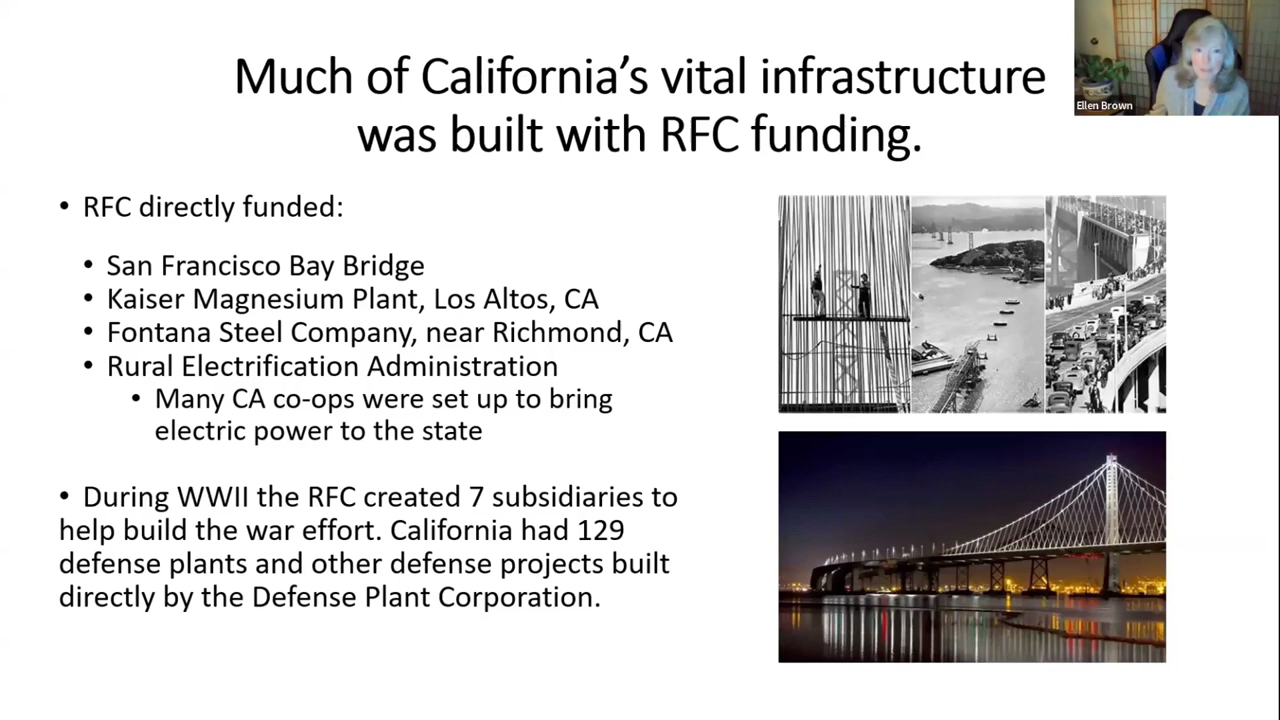 Much of California’s vital infrastructure
was built with RFC funding.
Ellen Brown
• RFC directly funded:
• San Francisco Bay Bridge
• Kaiser Magnesium Plant, Los Altos, CA
• Fontana Steel Company, near Richmond, CA
• Rural Electrification Administration
• Many CA co-ops were set up to bring
electric power to the state
• During WWII the RFC created 7 subsidiaries to
help build the war effort. California had 129
defense plants and other defense projects built
directly by the Defense Plant Corporation.